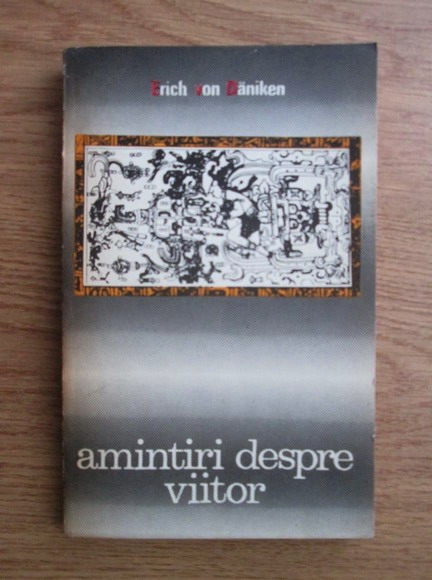 Erich von Däniken
amintiri despre
viitor